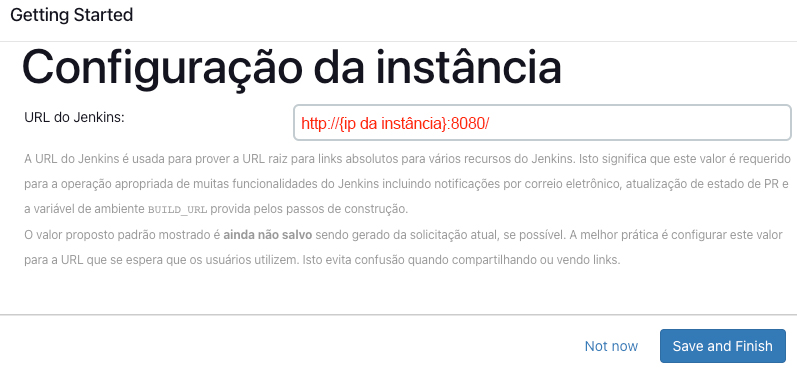 Getting Started
Configuração da instância
URL do Jenkins:
http://{ip da instância}:8080/
A URL do Jenkins é usada para prover a URL raiz para links absolutos para vários recursos do Jenkins. Isto significa que este valor é requerido
para a operação apropriada de muitas funcionalidades do Jenkins incluindo notificações por correio eletrônico, atualização de estado de PR e
a variável de ambiente BUILD_URL provida pelos passos de construção.
O valor proposto padrão mostrado é ainda não salvo sendo gerado da solicitação atual, se possível. A melhor prática é configurar este valor
para a URL que se espera que os usuários utilizem. Isto evita confusão quando compartilhando ou vendo links.
Not now
Save and Finish